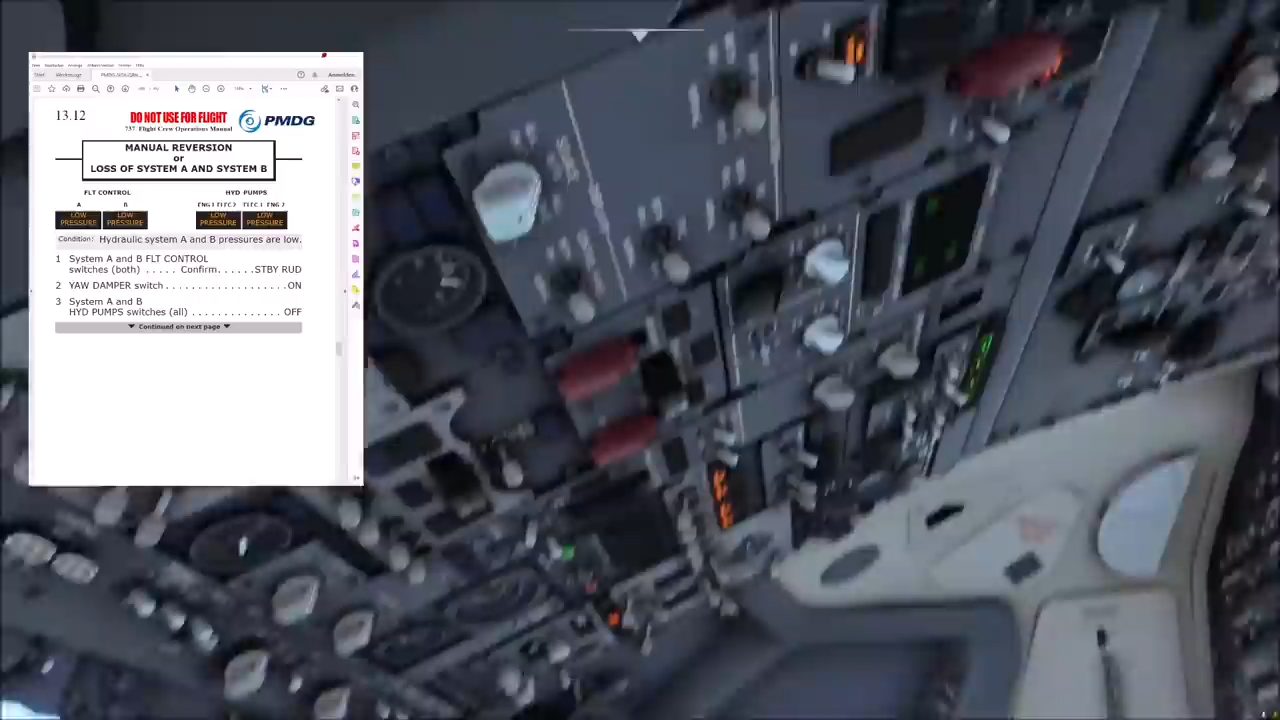 13.12
DO NOT USE FOR FLIGHT
737 Flight Crew Operations Manual
PMDG
MANUAL REVERSION
or
LOSS OF SYSTEM A AND SYSTEM B
FLT CONTROL
HYD PUMPS
A B
LOW PRESSURE LOW PRESSURE LOW PRESSURE LOW PRESSURE
Condition: Hydraulic system A and B pressures are low.
1 System A and B FLT CONTROL
switches (both) . . . . . Confirm. . . . . . STBY RUD
2 YAW DAMPER switch . . . . . . . . . . . . . . . . . . ON
3 System A and B
HYD PUMPS switches (all) . . . . . . . . . . . . . . OFF
Continued on next page